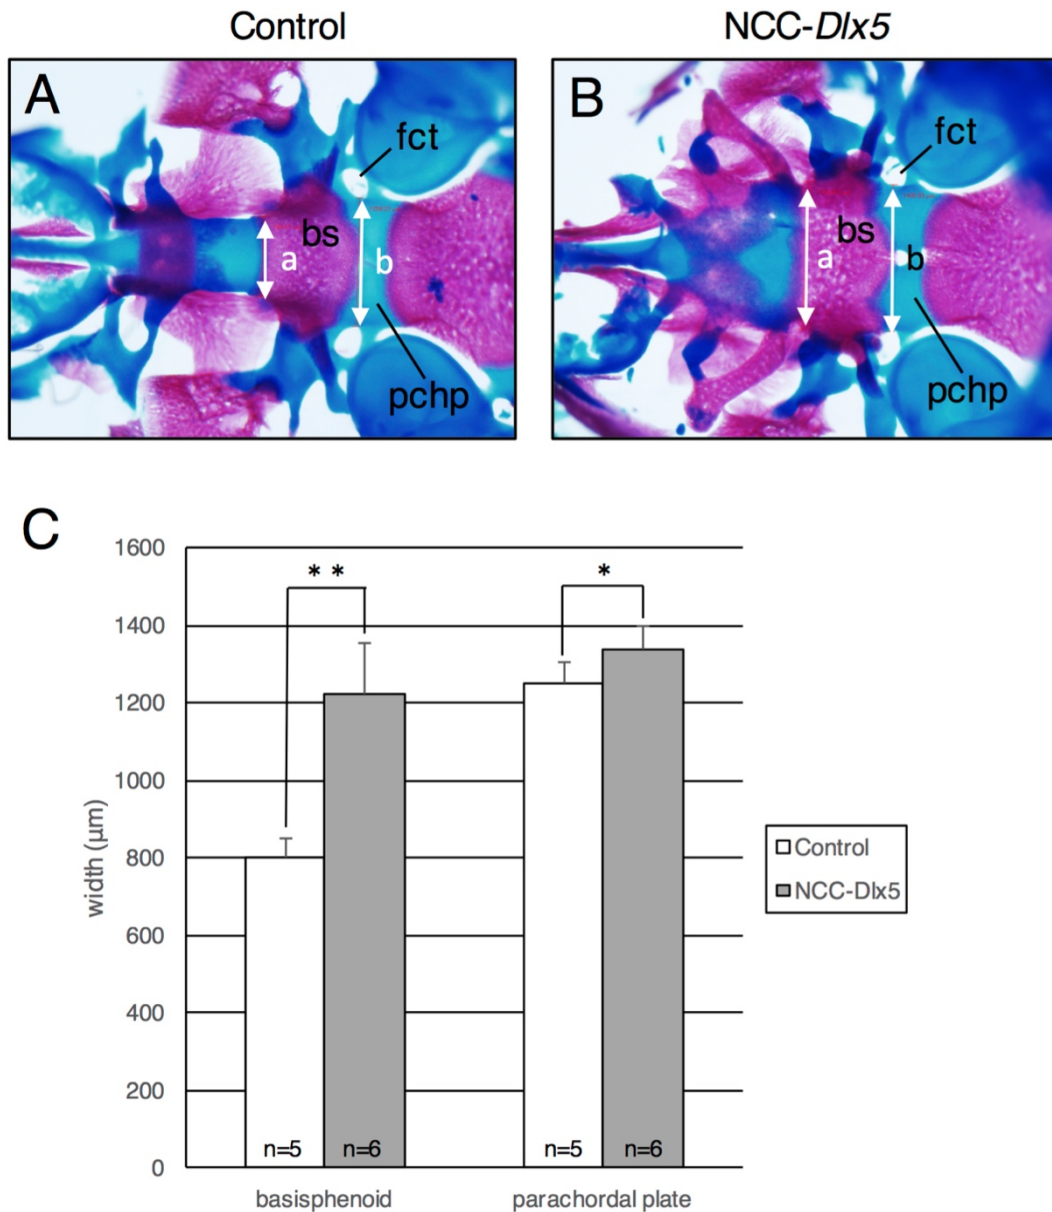 Control
NCC-Dlx5
A
fct
bs
a
b
pchp
B
fct
bs
a
b
pchp
C
1600
1400
1200
1000
800
600
400
200
0
width (µm)
* *
*
n=5
n=6
n=5
n=6
basisphenoid
parachordal plate
Control
NCC-Dlx5